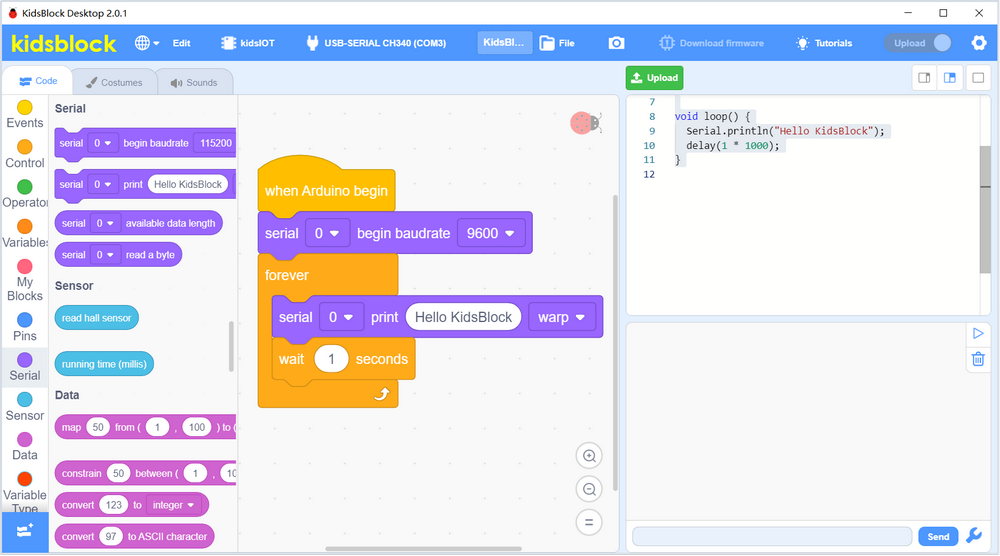 KidsBlock Desktop 2.0.1
kidsblock
Edit
kidsIOT
USB-SERIAL CH340 (COM3)
KidsBl...
File
Download firmware
Tutorials
Upload
Code
Costumes
Sounds
Upload
Events
Control
Operator
Variables
My
Blocks
Pins
Serial
Sensor
Data
Variable
Type
Serial
serial 0 begin baudrate 115200
serial 0 print Hello KidsBlock
serial 0 available data length
serial 0 read a byte
Sensor
read hall sensor
running time (millis)
Data
map 50 from ( 1 , 100 ) to (
constrain 50 between ( 1 , 10
convert 123 to integer
convert 97 to ASCII character
when Arduino begin
serial 0 begin baudrate 9600
forever
serial 0 print Hello KidsBlock warp
wait 1 seconds
7
8 void loop() {
9 Serial.println("Hello KidsBlock");
10 delay(1 * 1000);
11 }
12
Send